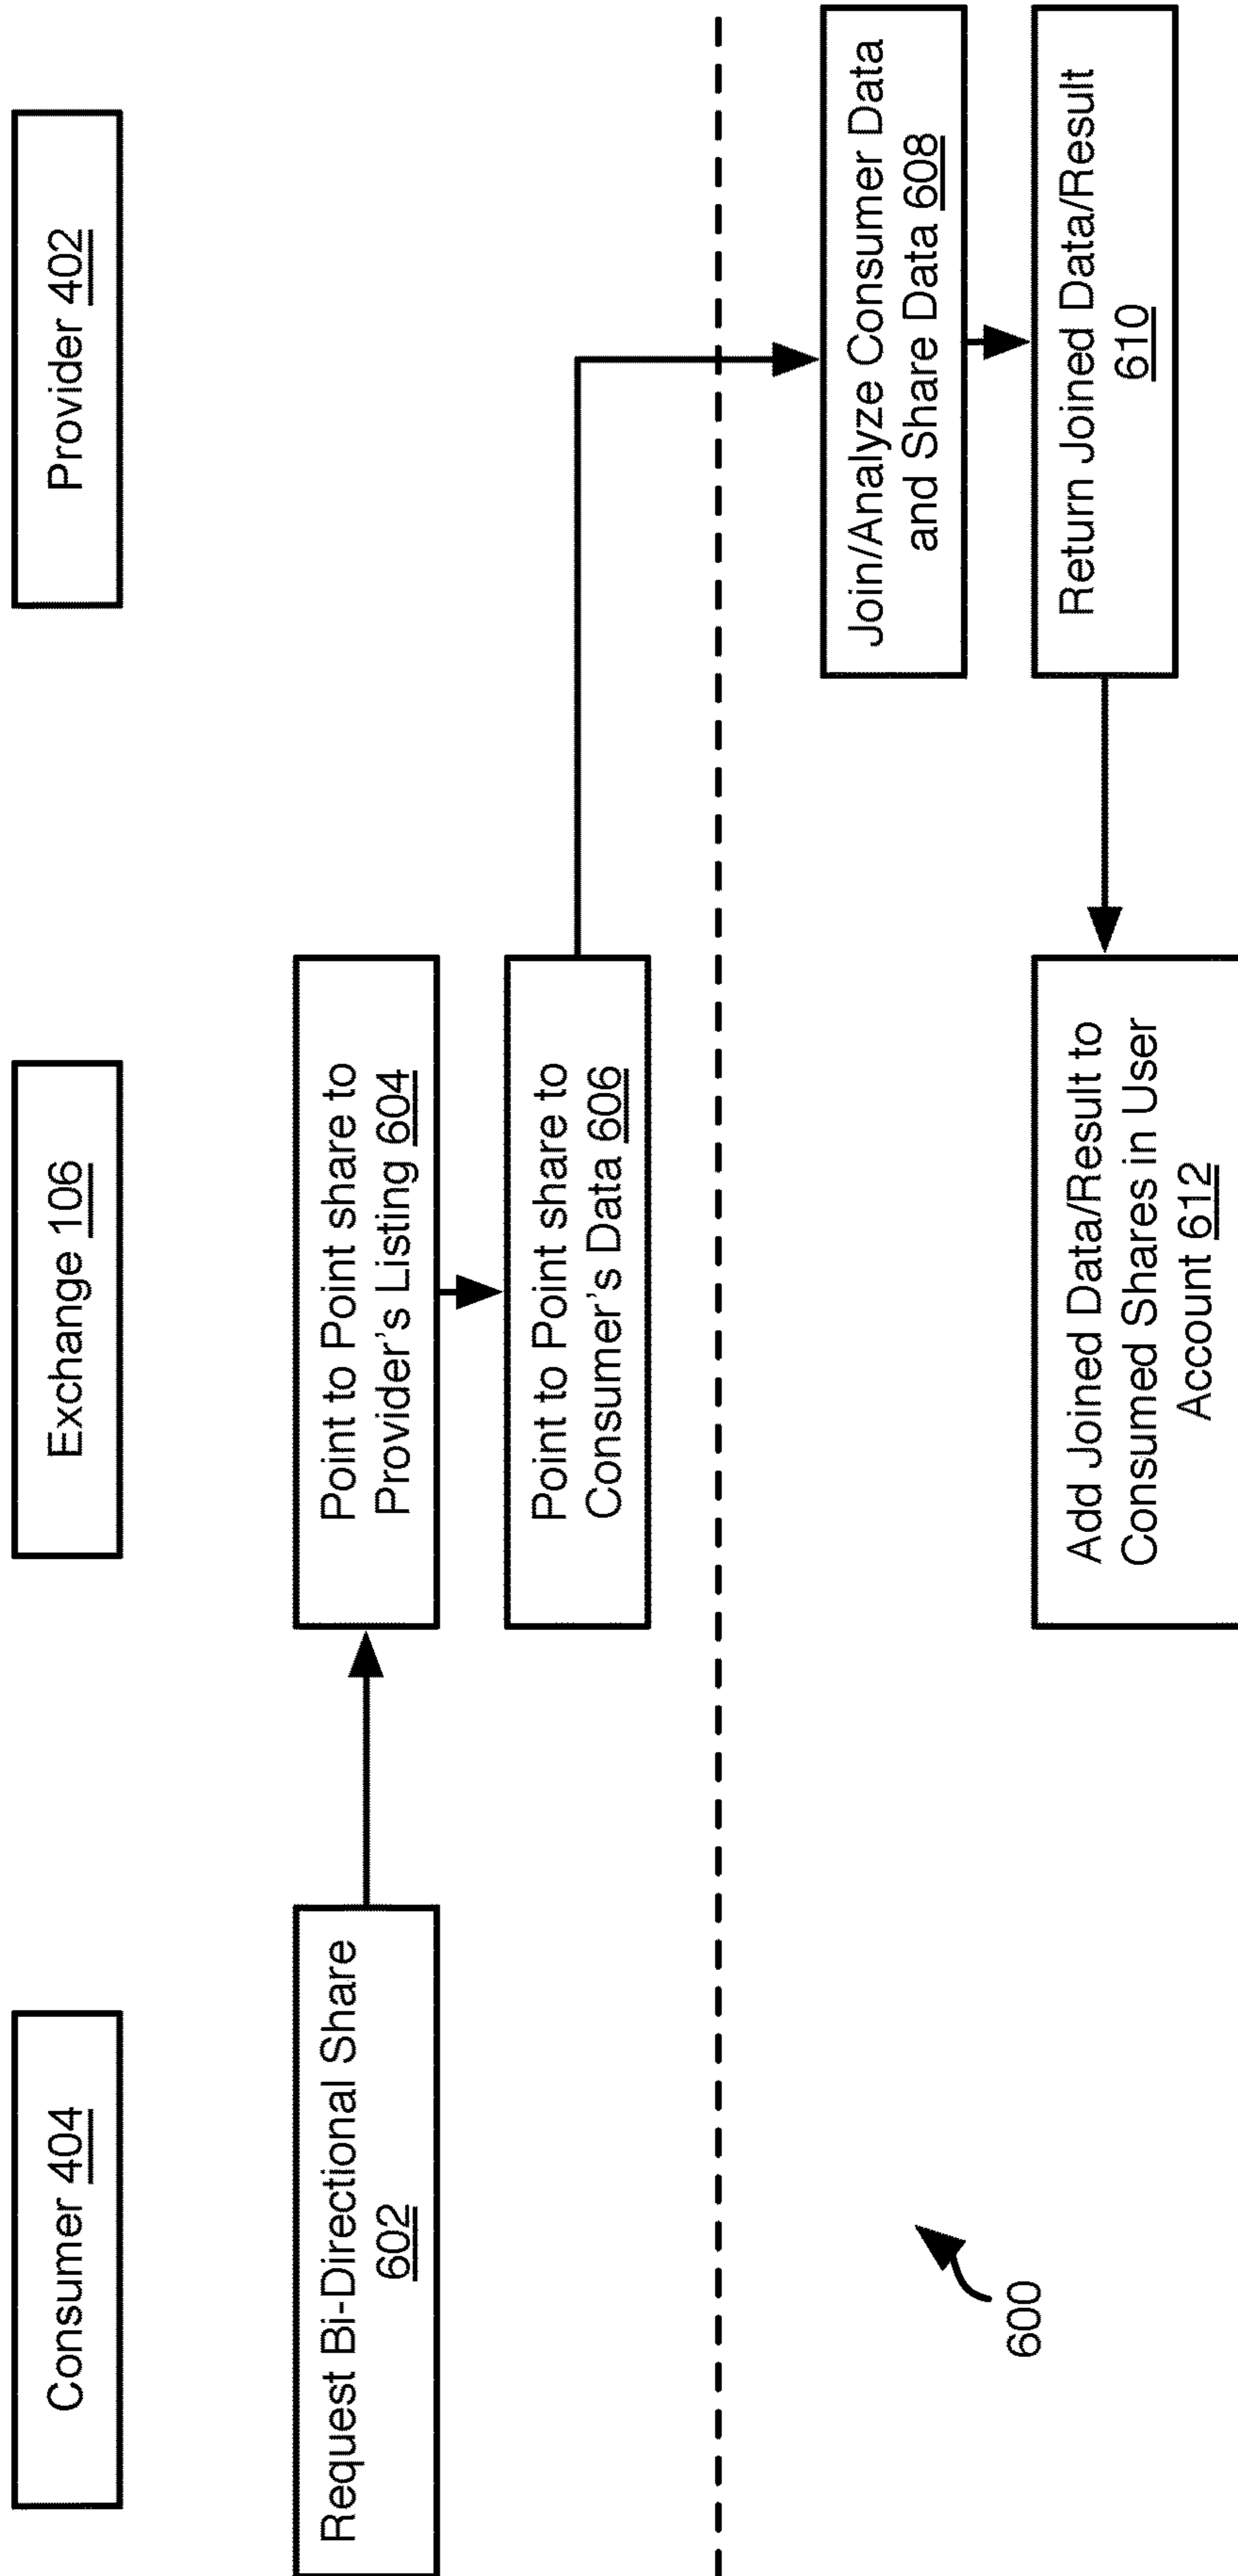 Consumer 404
Exchange 106
Provider 402
Request Bi-Directional Share
602
Point to Point share to
Provider's Listing 604
Point to Point share to
Consumer's Data 606
Join/Analyze Consumer Data
and Share Data 608
Return Joined Data/Result
610
Add Joined Data/Result to
Consumed Shares in User
Account 612
600